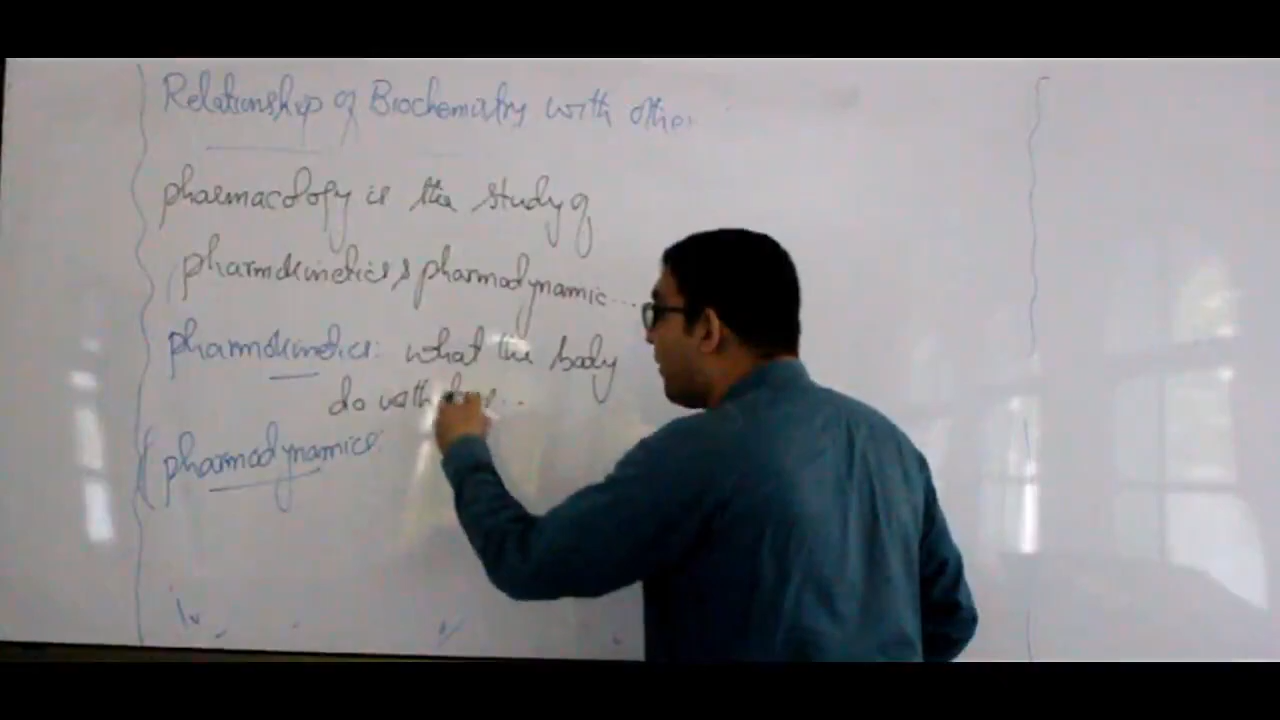 Relationship of Biochemistry with other
pharmacology is the study of
pharmokinetics & pharmodynamic...
pharmokinetics: what the body
do with
pharmodynamics: